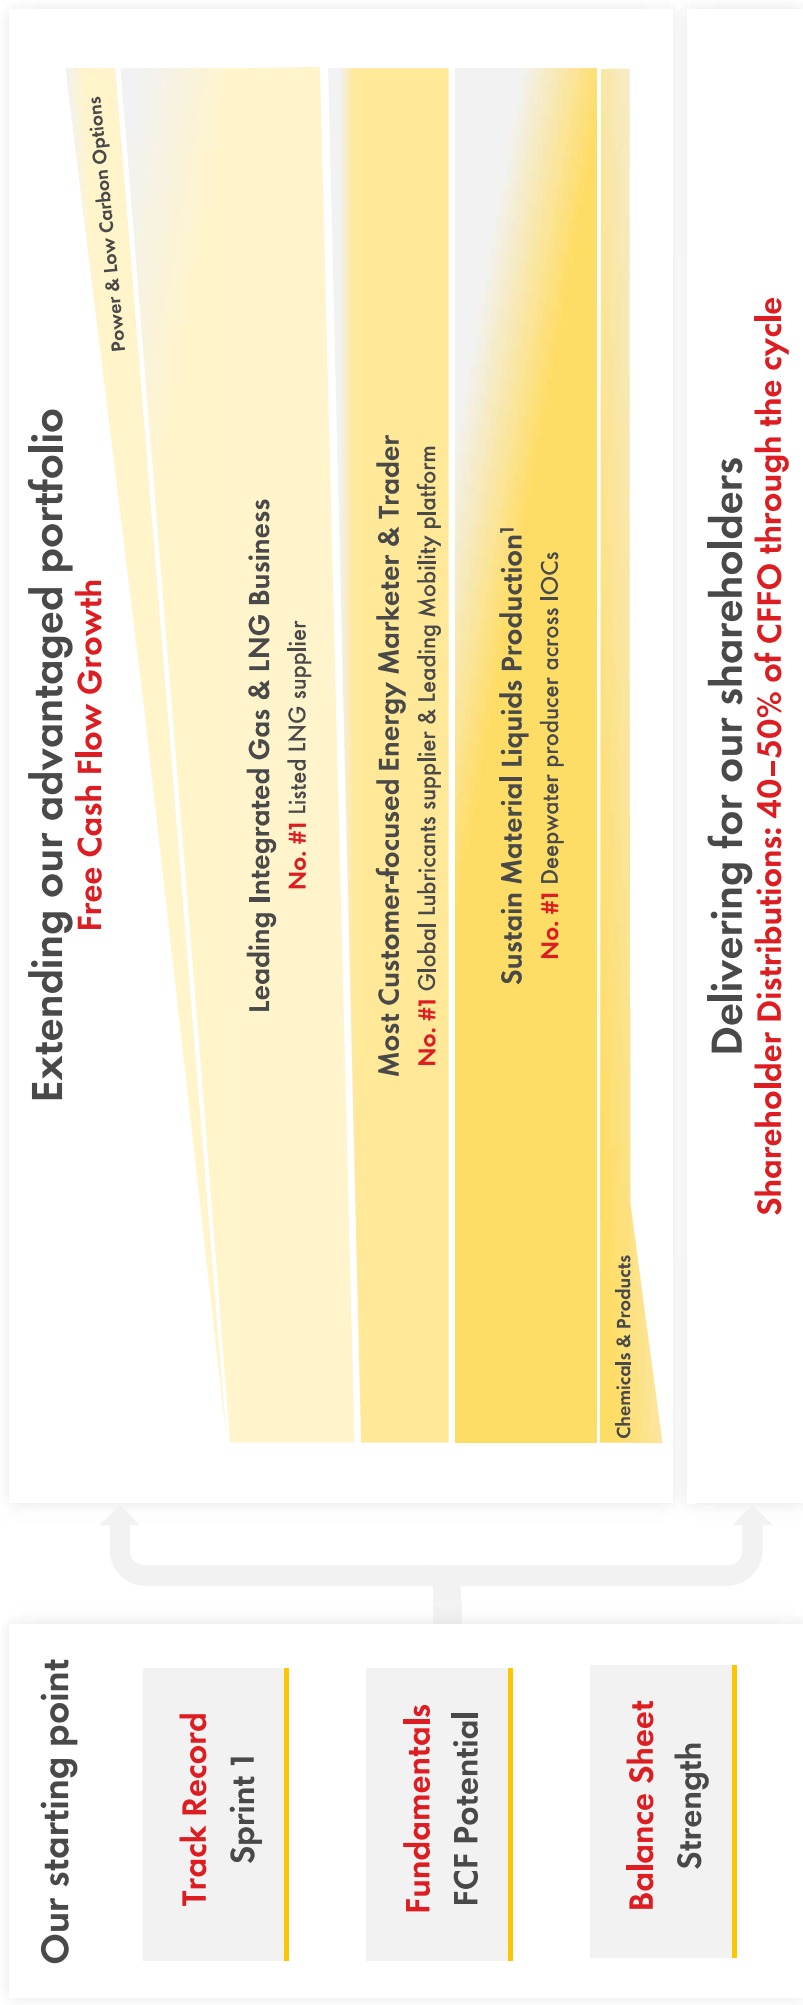 Our starting point
Track Record
Sprint 1
Fundamentals
FCF Potential
Balance Sheet
Strength
Extending our advantaged portfolio
Free Cash Flow Growth
Power & Low Carbon Options
Leading Integrated Gas & LNG Business
No. #1 Listed LNG supplier
Most Customer-focused Energy Marketer & Trader
No. #1 Global Lubricants supplier & Leading Mobility platform
Sustain Material Liquids Production¹
No. #1 Deepwater producer across IOCs
Chemicals & Products
Delivering for our shareholders
Shareholder Distributions: 40–50% of CFFO through the cycle